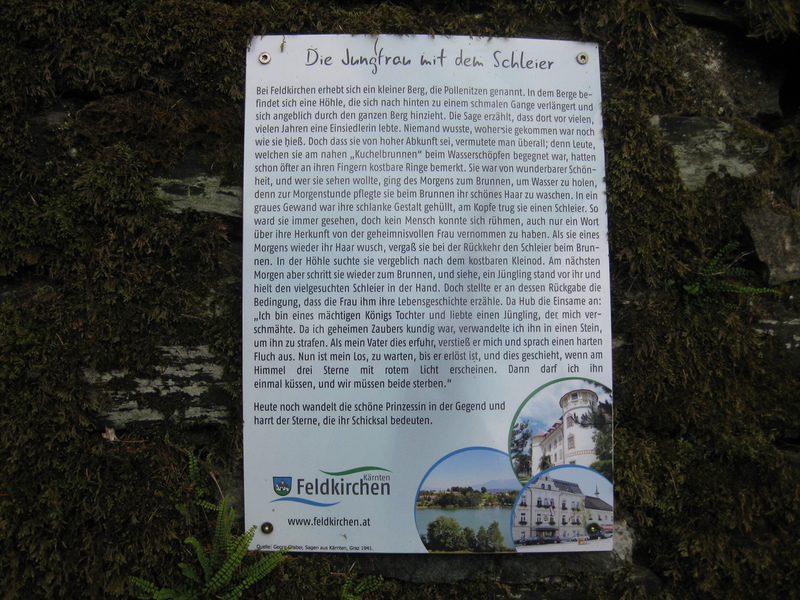 Die Jungfrau mit dem Schleier
Bei Feldkirchen erhebt sich ein kleiner Berg, die Pollenitzen genannt. In dem Berge be-
findet sich eine Höhle, die sich nach hinten zu einem schmalen Gange verlängert und
sich angeblich durch den ganzen Berg hinzieht. Die Sage erzählt, dass dort vor vielen,
vielen Jahren eine Einsiedlerin lebte. Niemand wusste, woher sie gekommen war noch
wie sie hieß. Doch dass sie von hoher Abkunft sei, vermutete man überall; denn Leute,
welchen sie am nahen „Kuchelbrunnen“ beim Wasserschöpfen begegnet war, hatten
schon öfter an ihren Fingern kostbare Ringe bemerkt. Sie war von wunderbarer Schön-
heit, und wer sie sehen wollte, ging des Morgens zum Brunnen, um Wasser zu holen,
denn zur Morgenstunde pflegte sie beim Brunnen ihr schönes Haar zu waschen. In ein
graues Gewand war ihre schlanke Gestalt gehüllt, am Kopfe trug sie einen Schleier. So
ward sie immer gesehen, doch kein Mensch konnte sich rühmen, auch nur ein Wort
über ihre Herkunft von der geheimnisvollen Frau vernommen zu haben. Als sie eines
Morgens wieder ihr Haar wusch, vergaß sie bei der Rückkehr den Schleier beim Brun-
nen. In der Höhle suchte sie vergeblich nach dem kostbaren Kleinod. Am nächsten
Morgen aber schritt sie wieder zum Brunnen, und siehe, ein Jüngling stand vor ihr und
hielt den vielgesuchten Schleier in der Hand. Doch stellte er an dessen Rückgabe die
Bedingung, dass die Frau ihm ihre Lebensgeschichte erzähle. Da Hub die Einsame an:
„Ich bin eines mächtigen Königs Tochter und liebte einen Jüngling, der mich ver-
schmähte. Da ich geheimen Zaubers kundig war, verwandelte ich ihn in einen Stein,
um ihn zu strafen. Als mein Vater dies erfuhr, verstieß er mich und sprach einen harten
Fluch aus. Nun ist mein Los, zu warten, bis er erlöst ist, und dies geschieht, wenn am
Himmel drei Sterne mit rotem Licht erscheinen. Dann darf ich ihn
einmal küssen, und wir müssen beide sterben.“
Heute noch wandelt die schöne Prinzessin in der Gegend und
harrt der Sterne, die ihr Schicksal bedeuten.
Kärnten
Feldkirchen
www.feldkirchen.at
Quelle: Georg Graber, Sagen aus Kärnten, Graz 1941.